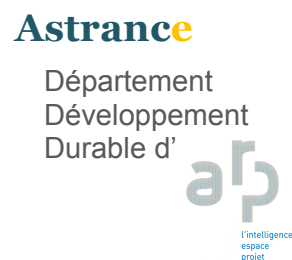 Astrance
Département
Développement
Durable d'
arp
l'intelligence
espace
projet